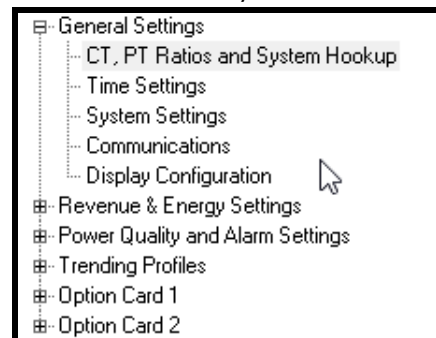 General Settings
CT, PT Ratios and System Hookup
Time Settings
System Settings
Communications
Display Configuration
Revenue & Energy Settings
Power Quality and Alarm Settings
Trending Profiles
Option Card 1
Option Card 2